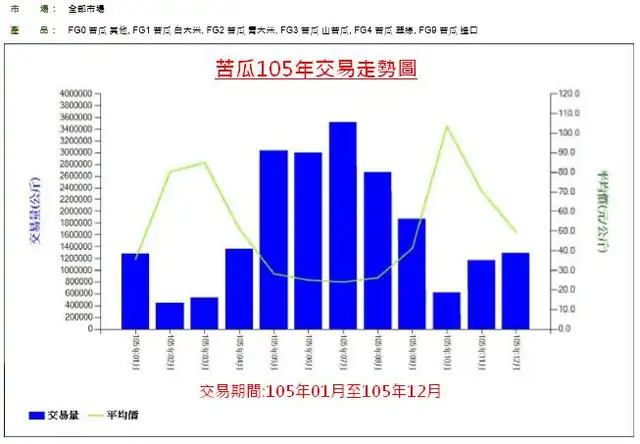 市　場：　全部市場
產　品：　FG0 苦瓜 其他, FG1 苦瓜 白大米, FG2 苦瓜 青大米, FG3 苦瓜 山苦瓜, FG4 苦瓜 翠綠, FG9 苦瓜 進口
苦瓜105年交易走勢圖
交易量(公斤)
4000000
3800000
3600000
3400000
3200000
3000000
2800000
2600000
2400000
2200000
2000000
1800000
1600000
1400000
1200000
1000000
800000
600000
400000
200000
0
120.0
110.0
100.0
90.0
80.0
70.0
60.0
50.0
40.0
30.0
20.0
10.0
0.0
平均價(元/公斤)
105年01月
105年02月
105年03月
105年04月
105年05月
105年06月
105年07月
105年08月
105年09月
105年10月
105年11月
105年12月
交易期間:105年01月至105年12月
交易量 平均價